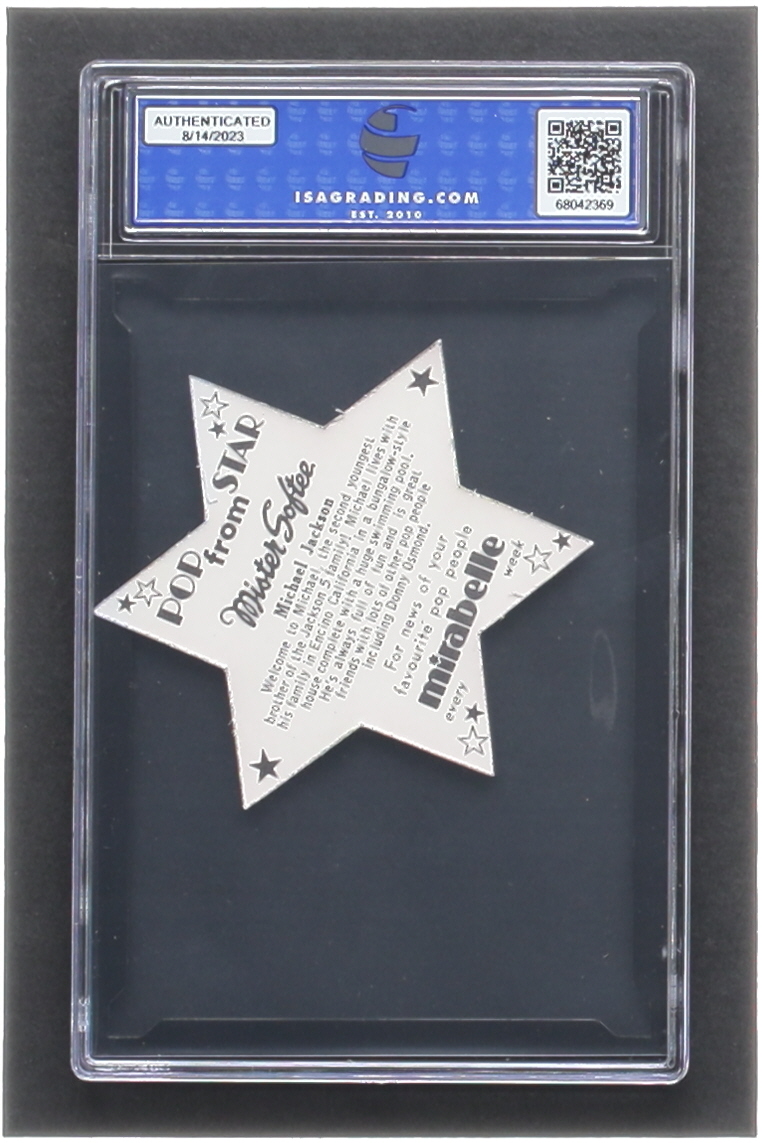 AUTHENTICATED
8/14/2023
ISAGRADING.COM
EST. 2010
68042369
POP STAR
from
Mister Softee
Michael Jackson
Welcome to Michael, the second youngest
brother of the Jackson 5 family! Michael lives with
his family in Encino California in a bungalow-style
house complete with a huge swimming pool.
He's always full of fun and is great
friends with lots of other pop people
including Donny Osmond.
For news of your
favourite pop people
mirabelle
every week